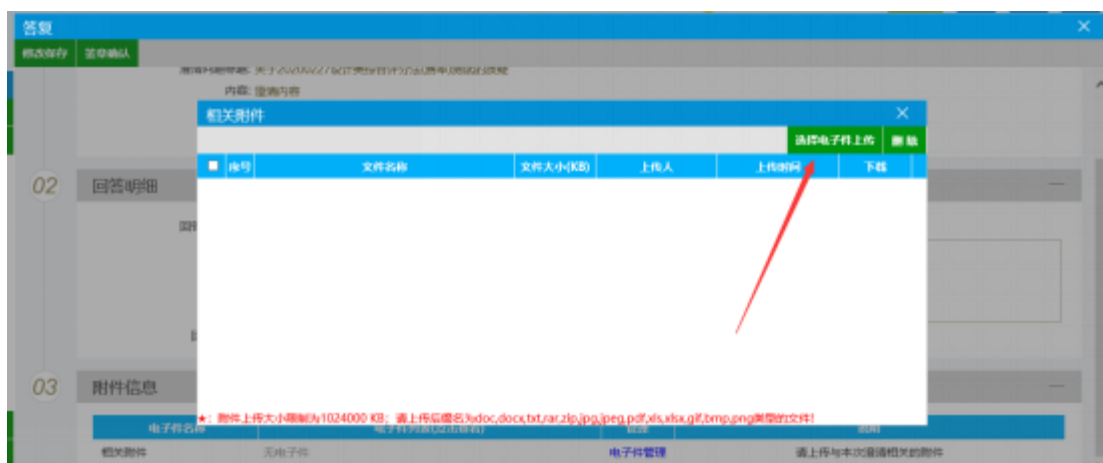 答复
修改保存 签章确认
内容: 澄清内容
相关附件
选择电子件上传 删除
序号 文件名称 文件大小(KB) 上传人 上传时间 下载
02 回答明细
03 附件信息
★: 附件上传大小限制为1024000 KB; 请上传后缀名为doc,docx,txt,rar,zip,jpg,jpeg,pdf,xls,xlsx,gif,bmp,png类型的文件!
相关附件 无电子件 电子件管理 请上传与本次澄清相关的附件